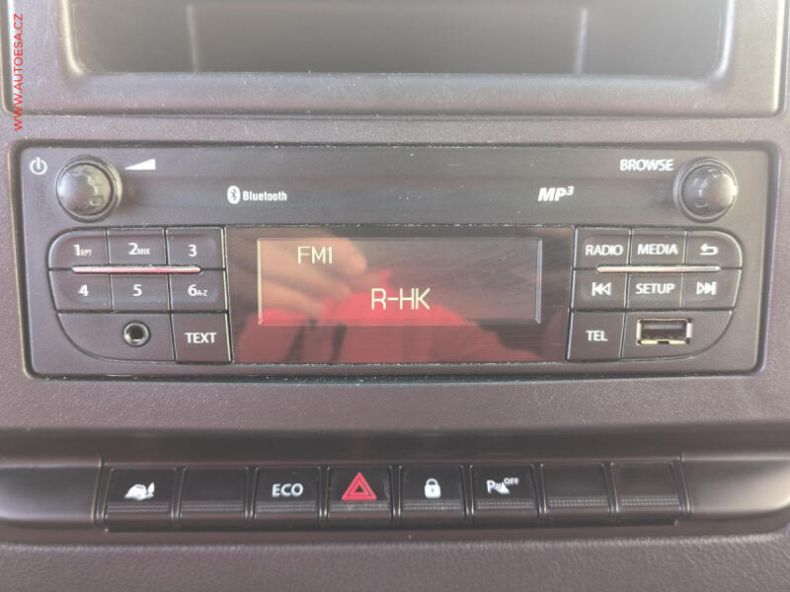 WWW.AUTOESA.CZ
BROWSE
Bluetooth
MP3
1RPT 2MIX 3
4 5 6A-Z
TEXT
FM1
R-HK
RADIO MEDIA
SETUP
TEL
ECO
P OFF